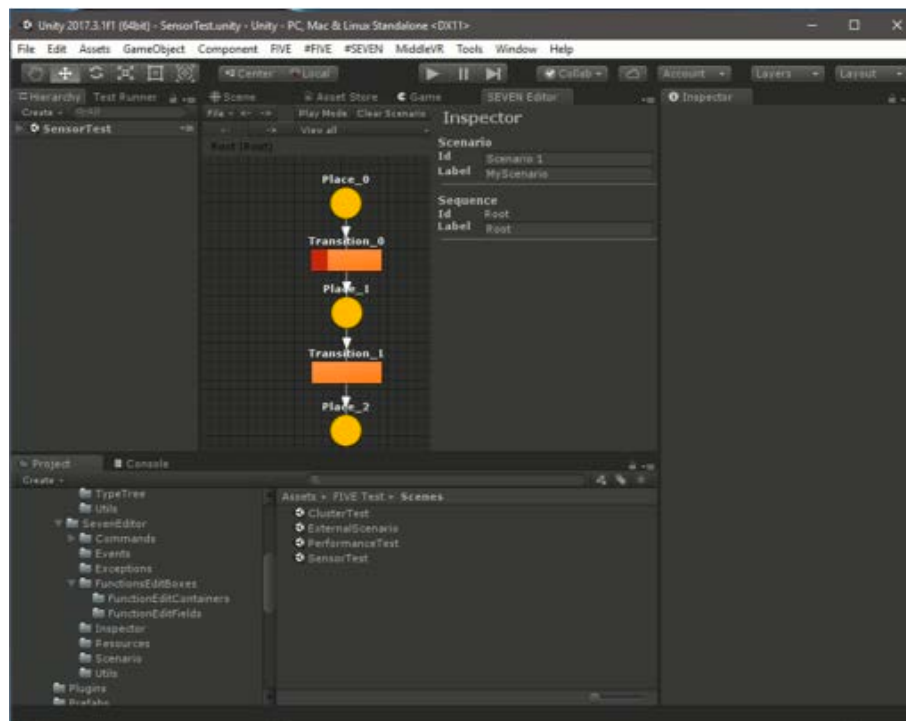 Unity 2017.3.1f1 (64bit) - SensorTest.unity - Unity - PC, Mac & Linux Standalone <DX11>
File Edit Assets GameObject Component FIVE #FIVE #SEVEN MiddleVR Tools Window Help
Center Local Collab Account Layers Layout
Hierarchy Test Runner Scene Asset Store Game SEVEN Editor Inspector
Create File Play Mode Clear Scenario Inspector
SensorTest View all
Root (Root) Scenario
Id Scenario 1
Label MyScenario
Place_0
Sequence
Id Root
Label Root
Transition_0
Place_1
Transition_1
Place_2
Project Console
Create
TypeTree Assets FIVE Test Scenes
Utils ClusterTest
SevenEditor ExternalScenario
Commands PerformanceTest
Events SensorTest
Exceptions
FunctionsEditBoxes
FunctionEditContainers
FunctionEditFields
Inspector
Resources
Scenario
Utils
Plugins
Prefabs